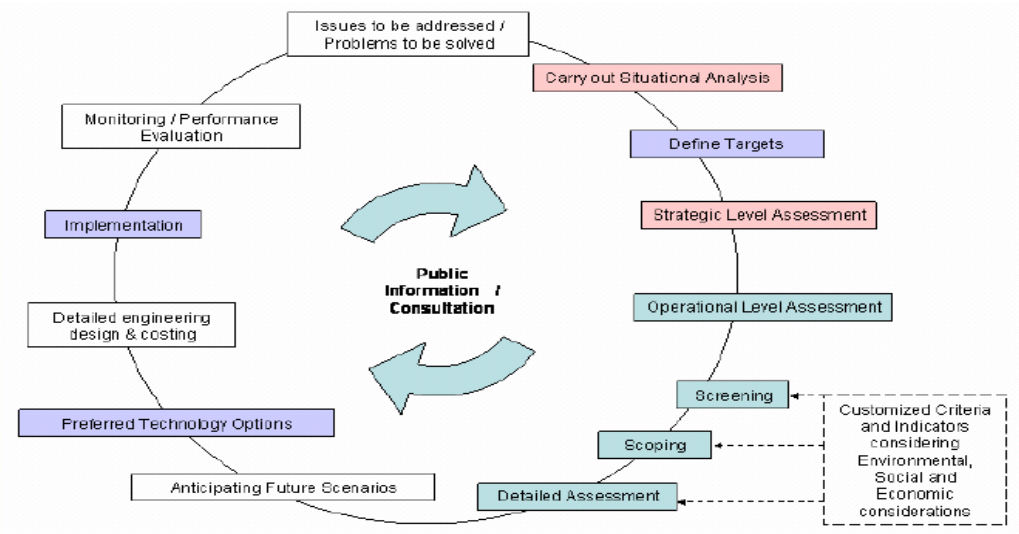 Issues to be addressed /
Problems to be solved
Carry out Situational Analysis
Define Targets
Strategic Level Assessment
Operational Level Assessment
Screening
Scoping
Detailed Assessment
Customized Criteria
and Indicators
considering
Environmental,
Social and
Economic
considerations
Anticipating Future Scenarios
Preferred Technology Options
Detailed engineering
design & costing
Implementation
Monitoring / Performance
Evaluation
Public
Information /
Consultation